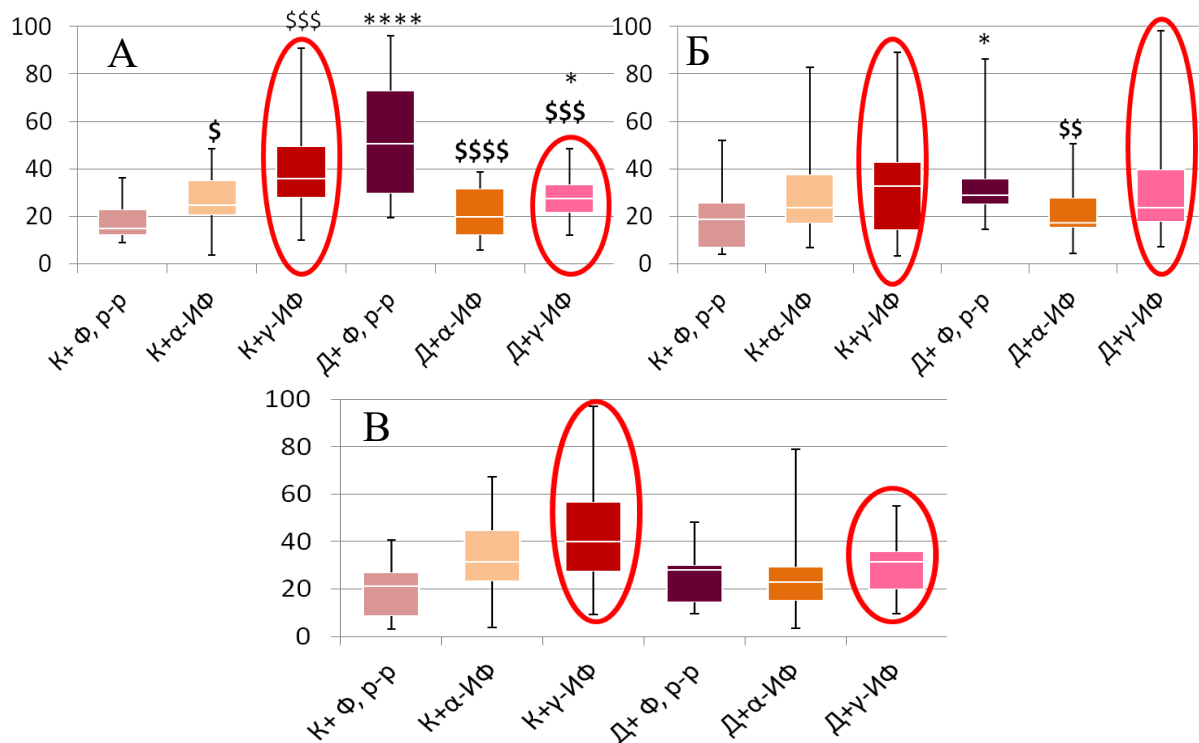 А
$$$
****
100
80
60
40
20
0
$
$$$$
*
$$$
К+ Ф, р-р
К+α-ИФ
К+γ-ИФ
Д+ Ф, р-р
Д+α-ИФ
Д+γ-ИФ
Б
*
$$
100
80
60
40
20
0
К+ Ф, р-р
К+α-ИФ
К+γ-ИФ
Д+ Ф, р-р
Д+α-ИФ
Д+γ-ИФ
В
100
80
60
40
20
0
К+ Ф, р-р
К+α-ИФ
К+γ-ИФ
Д+ Ф, р-р
Д+α-ИФ
Д+γ-ИФ